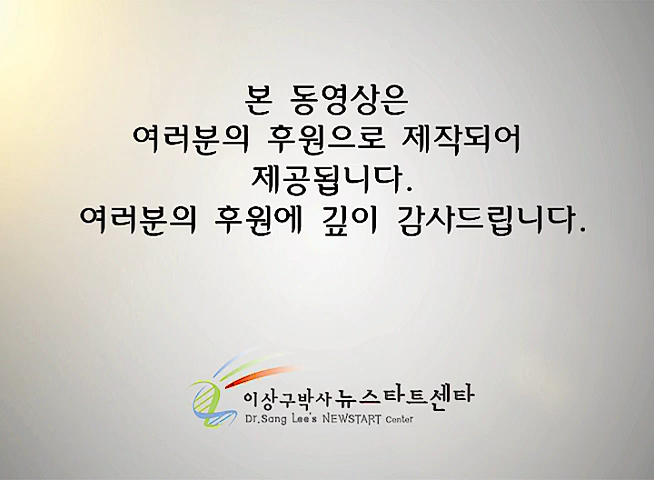 본 동영상은
여러분의 후원으로 제작되어
제공됩니다.
여러분의 후원에 깊이 감사드립니다.
이상구박사 뉴스타트센타
Dr.Sang Lee's NEWSTART Center